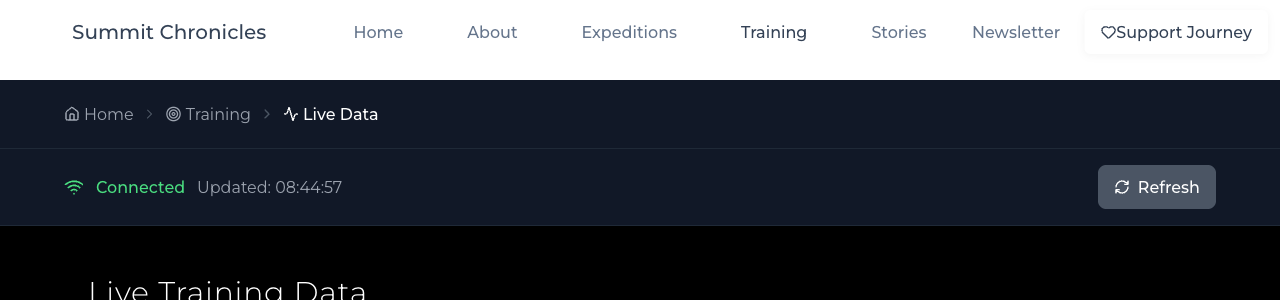 Summit Chronicles Home About Expeditions Training Stories Newsletter Support Journey
Home Training Live Data
Connected Updated: 08:44:57 Refresh
Live Training Data